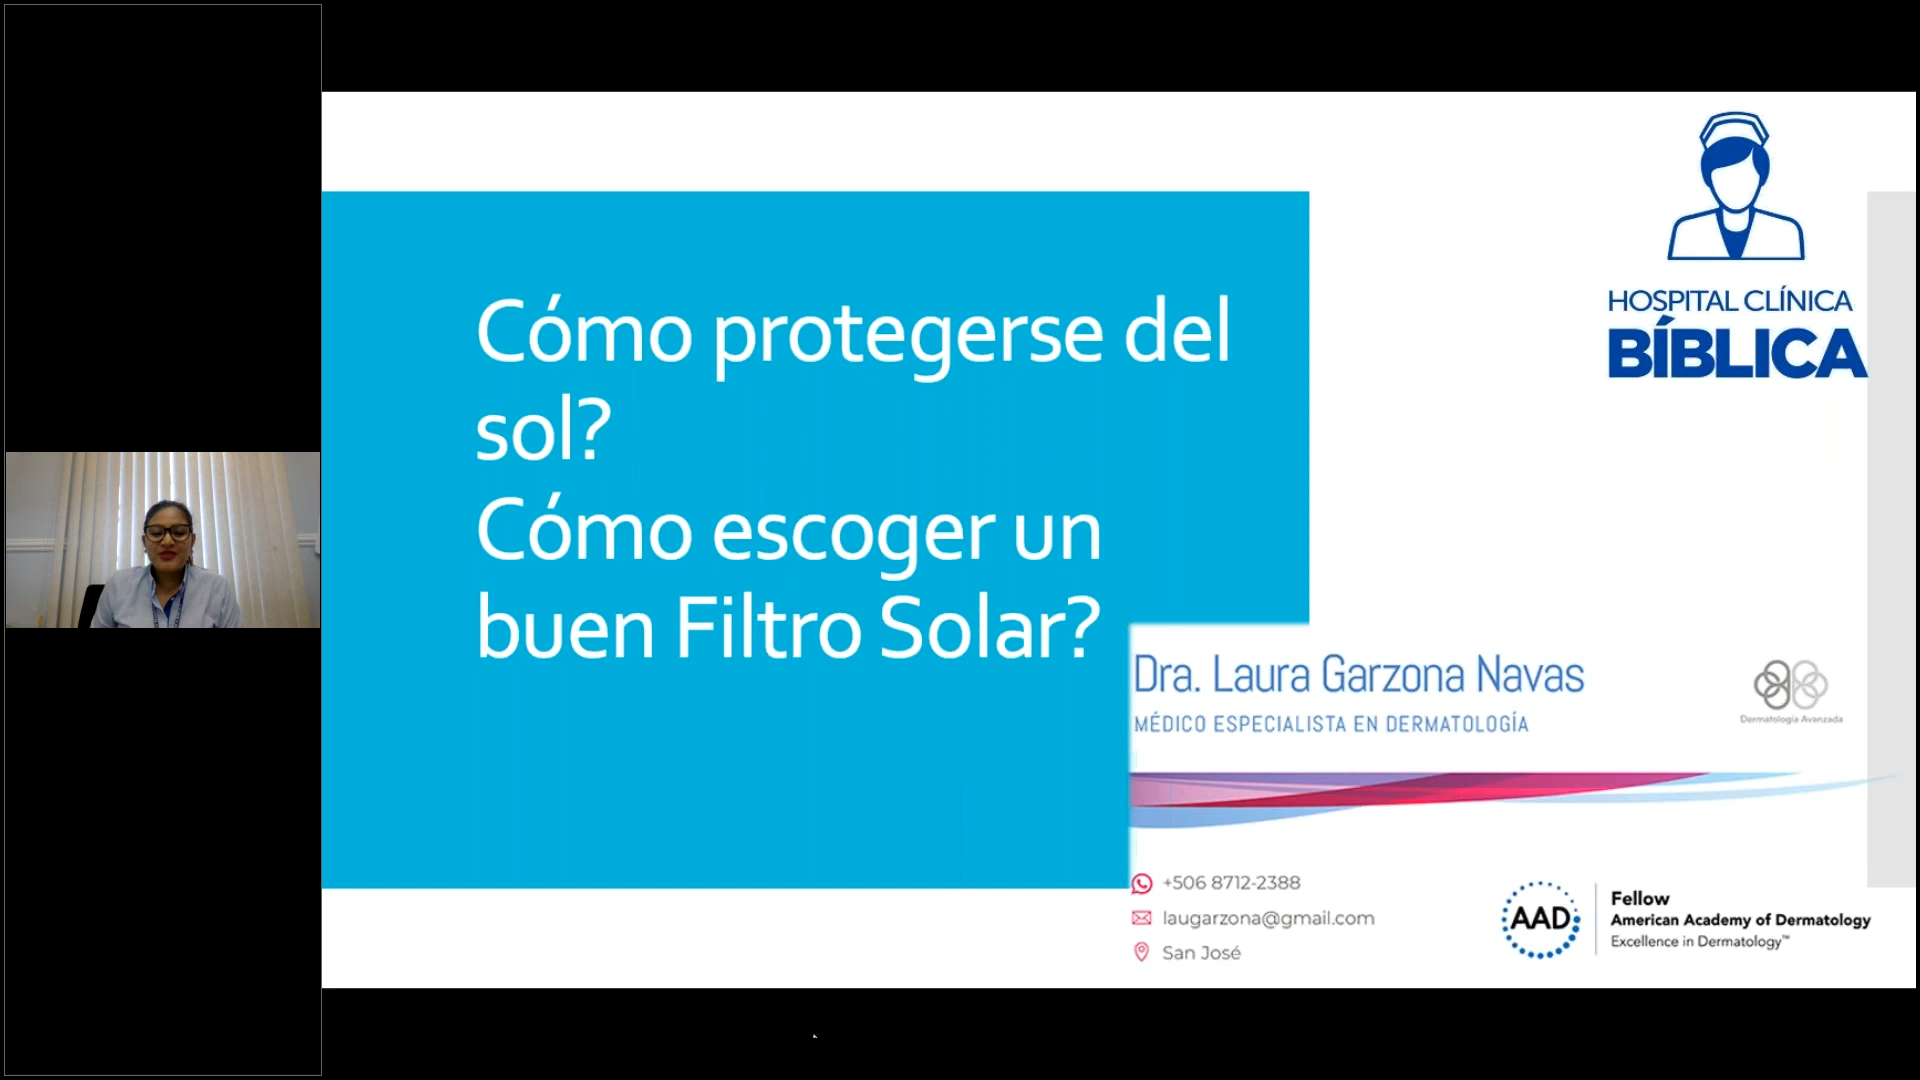 Cómo protegerse del
sol?
Cómo escoger un
buen Filtro Solar?
HOSPITAL CLÍNICA
BÍBLICA
Dra. Laura Garzona Navas
MÉDICO ESPECIALISTA EN DERMATOLOGÍA
Dermatología Avanzada
+506 8712-2388
laugarzona@gmail.com
San José
AAD
Fellow
American Academy of Dermatology
Excellence in Dermatology™